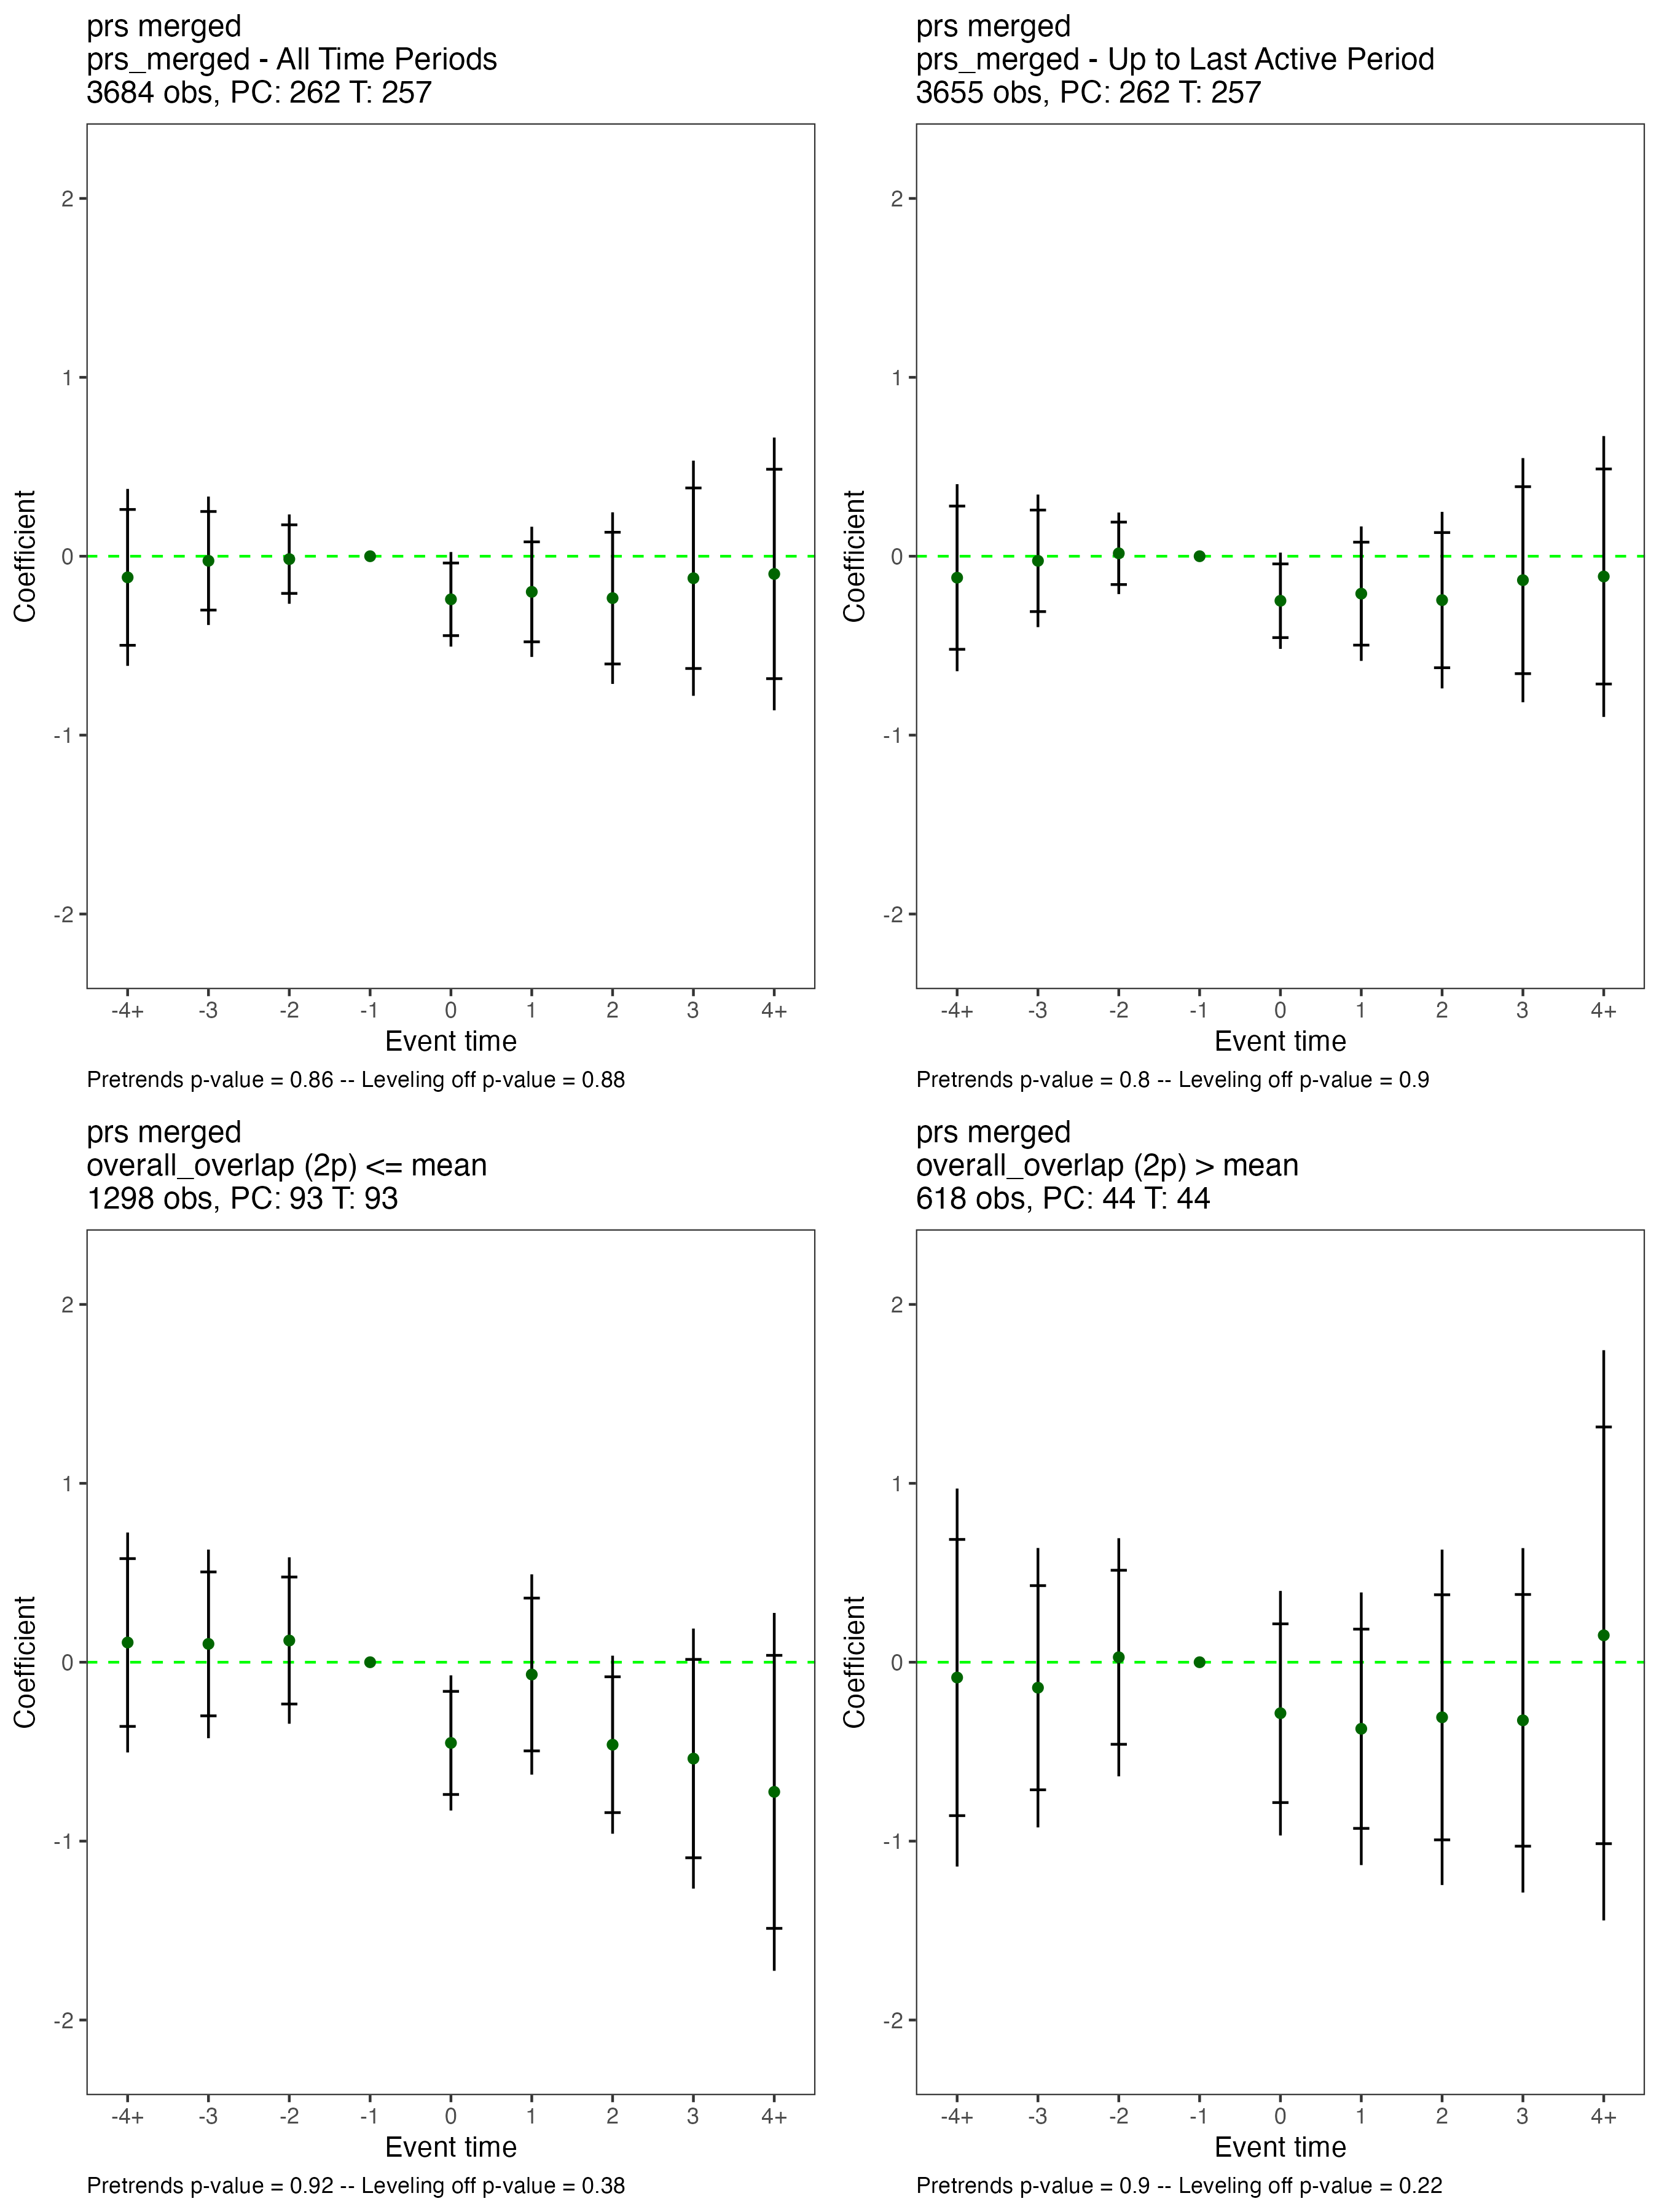 prs merged
prs_merged - All Time Periods
3684 obs, PC: 262 T: 257
2
1
0
-1
-2
Coefficient
-4+ -3 -2 -1 0 1 2 3 4+
Event time
Pretrends p-value = 0.86 -- Leveling off p-value = 0.88
prs merged
prs_merged - Up to Last Active Period
3655 obs, PC: 262 T: 257
2
1
0
-1
-2
Coefficient
-4+ -3 -2 -1 0 1 2 3 4+
Event time
Pretrends p-value = 0.8 -- Leveling off p-value = 0.9
prs merged
overall_overlap (2p) <= mean
1298 obs, PC: 93 T: 93
2
1
0
-1
-2
Coefficient
-4+ -3 -2 -1 0 1 2 3 4+
Event time
Pretrends p-value = 0.92 -- Leveling off p-value = 0.38
prs merged
overall_overlap (2p) > mean
618 obs, PC: 44 T: 44
2
1
0
-1
-2
Coefficient
-4+ -3 -2 -1 0 1 2 3 4+
Event time
Pretrends p-value = 0.9 -- Leveling off p-value = 0.22